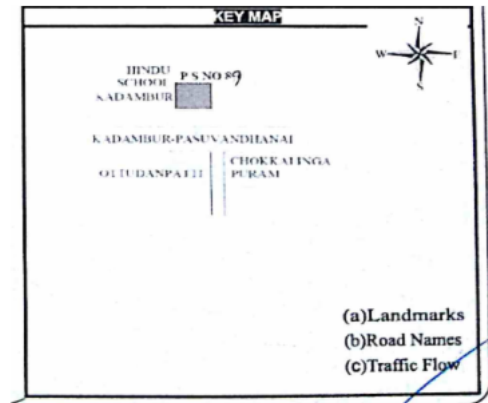 KEY MAP
N
W E
S
HINDU
SCHOOL
KADAMBUR
P S NO 89
KADAMBUR-PASUVANDHANAI
OTTUDANPATTI
CHOKKALINGA
PURAM
(a)Landmarks
(b)Road Names
(c)Traffic Flow